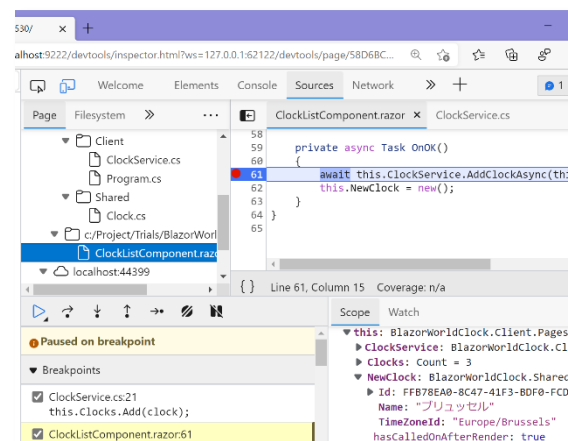 530/
alhost:9222/devtools/inspector.html?ws=127.0.0.1:62122/devtools/page/58D6BC...
Welcome Elements Console Sources Network 1
Page Filesystem ... ClockListComponent.razor × ClockService.cs
Client
ClockService.cs
Program.cs
Shared
Clock.cs
c:/Project/Trials/BlazorWorl
ClockListComponent.razo
localhost:44399
58
59 private async Task OnOK()
60 {
61 await this.ClockService.AddClockAsync(thi
62 this.NewClock = new();
63 }
64 }
65
{ } Line 61, Column 15 Coverage: n/a
Scope Watch
Paused on breakpoint
Breakpoints
ClockService.cs:21
this.Clocks.Add(clock);
ClockListComponent.razor:61
this: BlazorWorldClock.Client.Pages
ClockService: BlazorWorldClock.Cl
Clocks: Count = 3
NewClock: BlazorWorldClock.Shared
Id: FFB78EA0-8C47-41F3-BDF0-FCD
Name: "ブリュッセル"
TimeZoneId: "Europe/Brussels"
hasCalledOnAfterRender: true